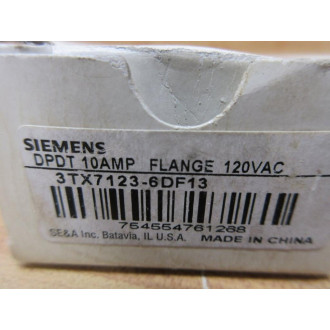 SIEMENS
DPDT 10AMP FLANGE 120VAC
3TX7123-6DF13
754554761268
SE&A Inc. Batavia, IL U.S.A. MADE IN CHINA